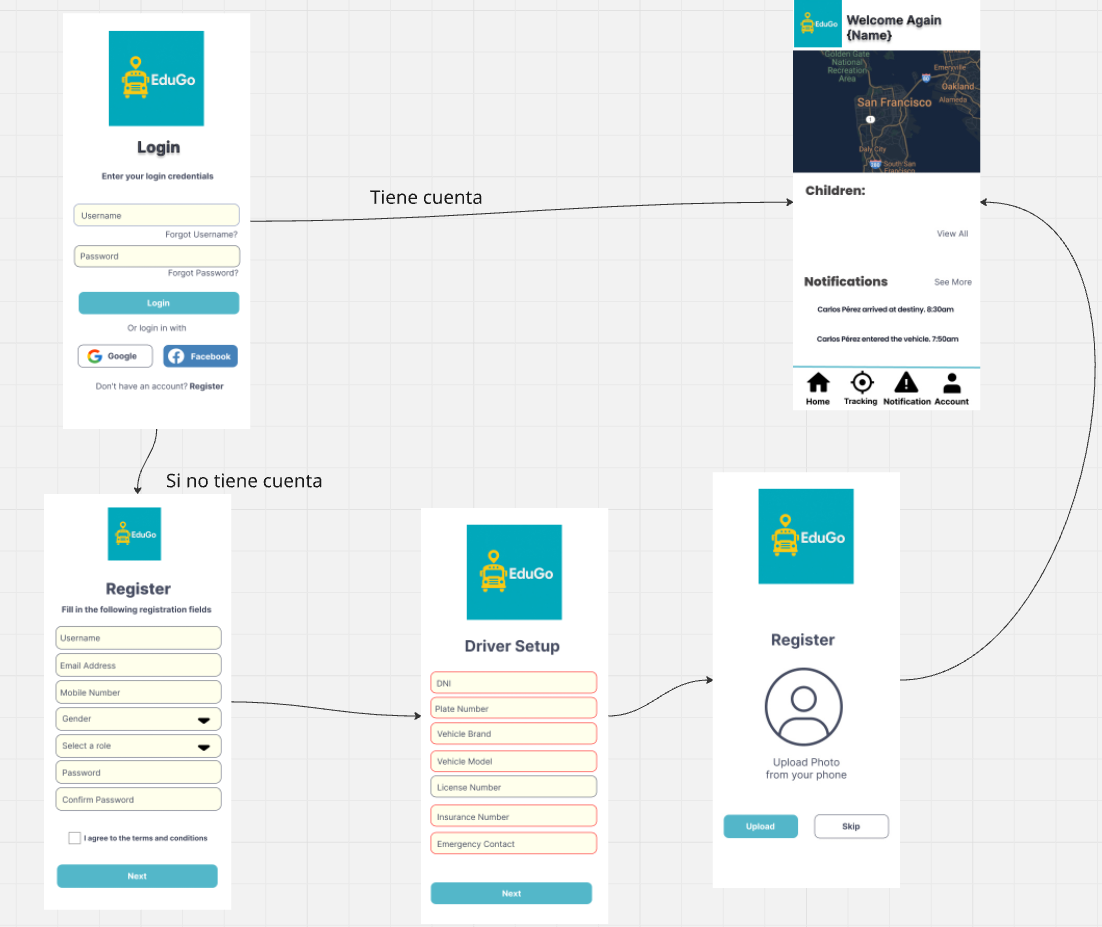 EduGo
Login
Enter your login credentials
Username
Forgot Username?
Password
Forgot Password?
Login
Or login in with
Google
Facebook
Don't have an account? Register
Tiene cuenta
EduGo
Welcome Again
{Name}
Golden Gate
National
Recreation
Area
Emeryville
80
Oakland
San Francisco
Alameda
1
Daly City
280
South San
Francisco
Children:
View All
Notifications
See More
Carlos Pérez arrived at destiny. 8:30am
Carlos Pérez entered the vehicle. 7:50am
Home
Tracking
Notification
Account
Si no tiene cuenta
EduGo
Register
Fill in the following registration fields
Username
Email Address
Mobile Number
Gender
Select a role
Password
Confirm Password
I agree to the terms and conditions
Next
EduGo
Driver Setup
DNI
Plate Number
Vehicle Brand
Vehicle Model
License Number
Insurance Number
Emergency Contact
Next
EduGo
Register
Upload Photo
from your phone
Upload
Skip